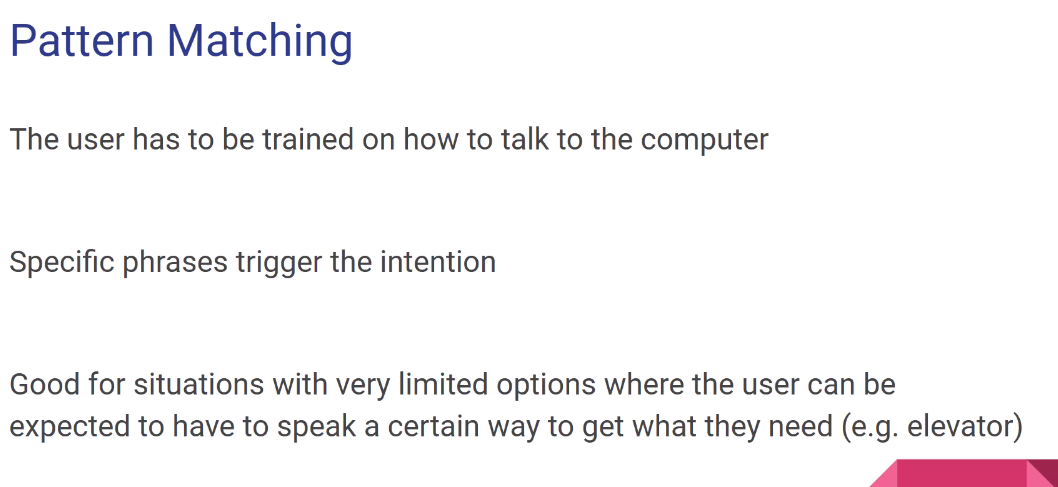 Pattern Matching
The user has to be trained on how to talk to the computer
Specific phrases trigger the intention
Good for situations with very limited options where the user can be
expected to have to speak a certain way to get what they need (e.g. elevator)